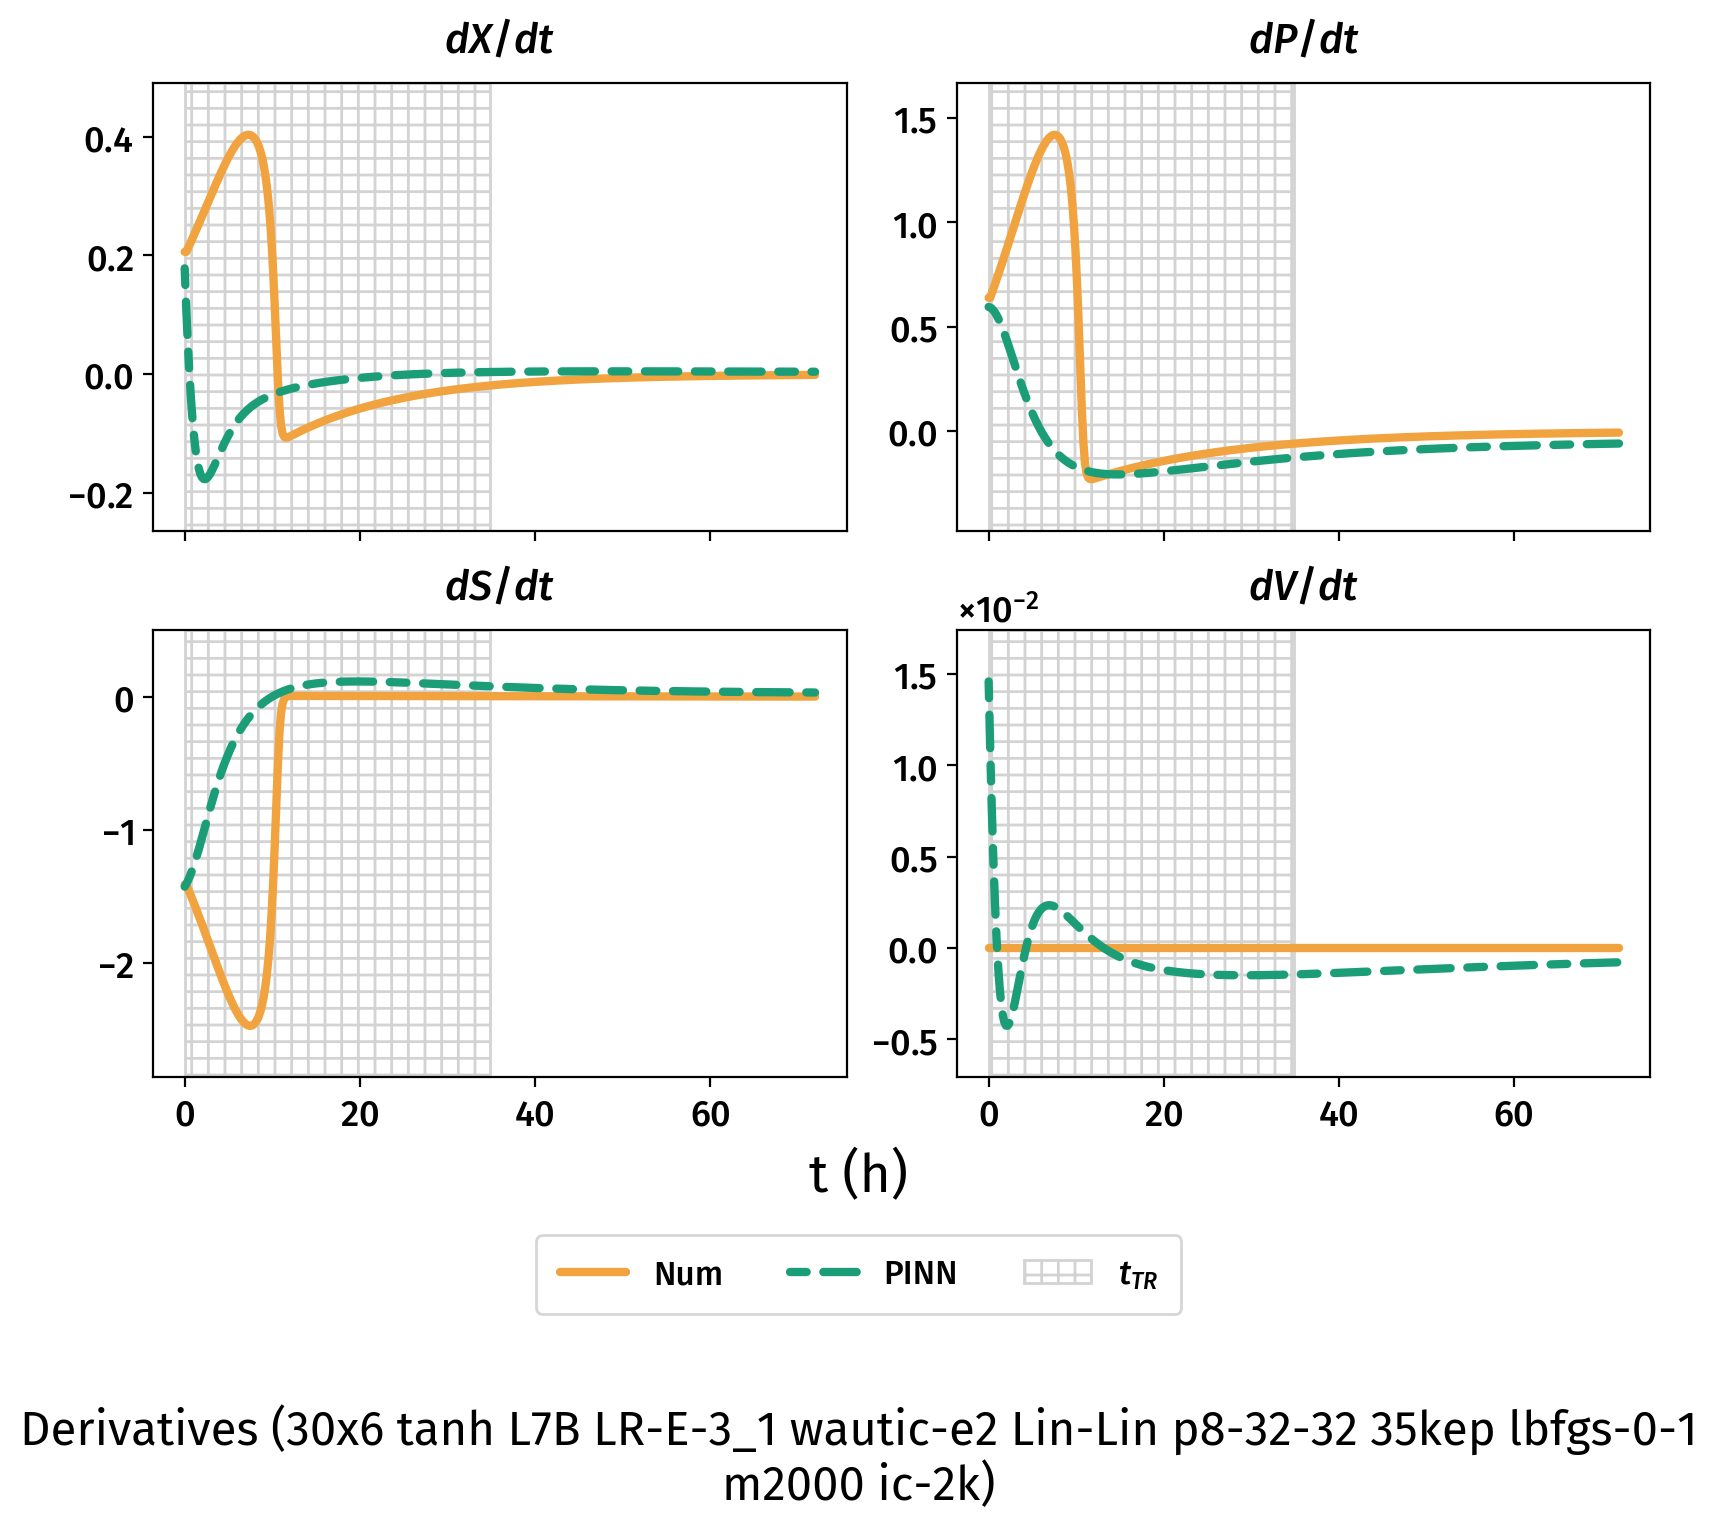 dX/dt
dP/dt
0.4
0.2
0.0
−0.2
1.5
1.0
0.5
0.0
dS/dt
dV/dt
×10⁻²
0
−1
−2
0 20 40 60
1.5
1.0
0.5
0.0
−0.5
0 20 40 60
t (h)
Num PINN t_TR
Derivatives (30x6 tanh L7B LR-E-3_1 wautic-e2 Lin-Lin p8-32-32 35kep lbfgs-0-1
m2000 ic-2k)